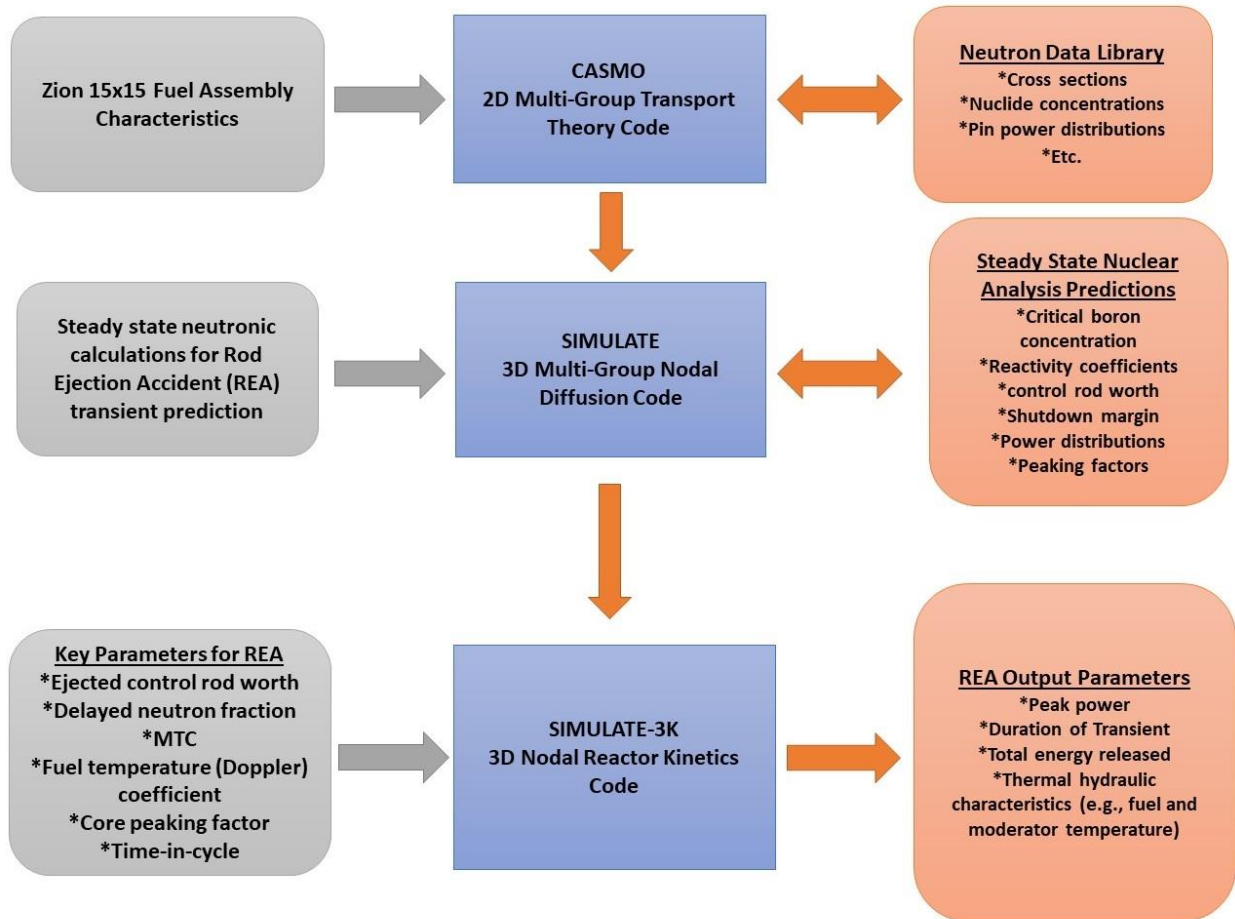 Zion 15x15 Fuel Assembly
Characteristics
CASMO
2D Multi-Group Transport
Theory Code
Neutron Data Library
*Cross sections
*Nuclide concentrations
*Pin power distributions
*Etc.
Steady state neutronic
calculations for Rod
Ejection Accident (REA)
transient prediction
SIMULATE
3D Multi-Group Nodal
Diffusion Code
Steady State Nuclear
Analysis Predictions
*Critical boron
concentration
*Reactivity coefficients
*control rod worth
*Shutdown margin
*Power distributions
*Peaking factors
Key Parameters for REA
*Ejected control rod worth
*Delayed neutron fraction
*MTC
*Fuel temperature (Doppler)
coefficient
*Core peaking factor
*Time-in-cycle
SIMULATE-3K
3D Nodal Reactor Kinetics
Code
REA Output Parameters
*Peak power
*Duration of Transient
*Total energy released
*Thermal hydraulic
characteristics (e.g., fuel and
moderator temperature)